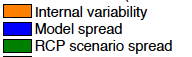 Internal variability
Model spread
RCP scenario spread